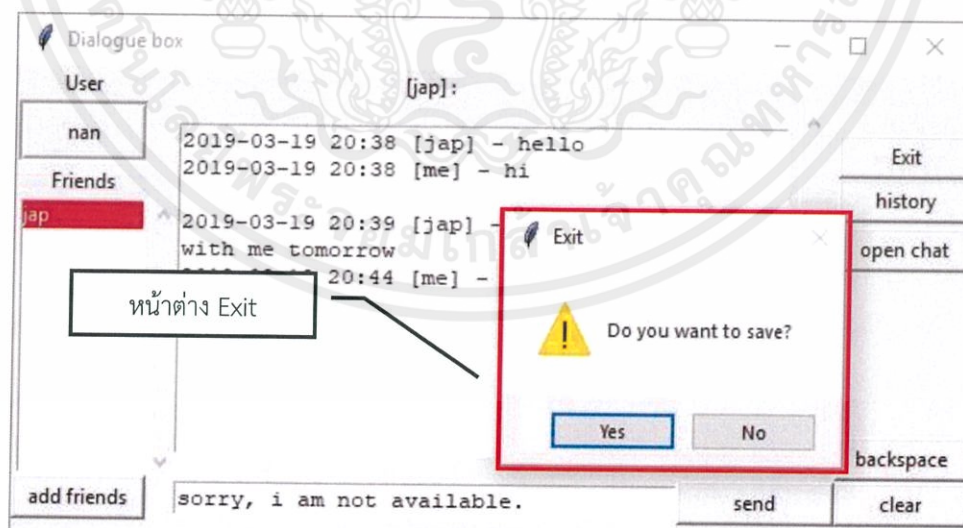 Dialogue box
User
[jap]:
nan
2019-03-19 20:38 [jap] - hello
2019-03-19 20:38 [me] - hi
Exit
Friends
history
jap
2019-03-19 20:39 [jap] -
with me tomorrow
open chat
20:44 [me] -
หน้าต่าง Exit
Exit
Do you want to save?
Yes
No
backspace
add friends
sorry, i am not available.
send
clear